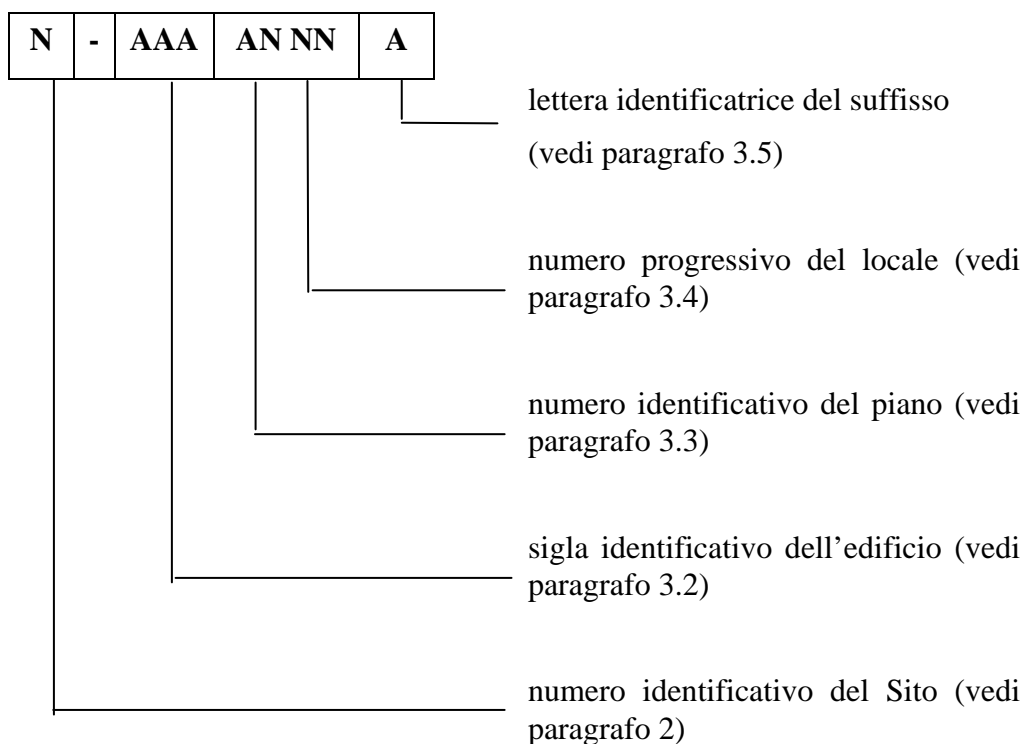 N - AAA AN NN A
lettera identificatrice del suffisso
(vedi paragrafo 3.5)
numero progressivo del locale (vedi
paragrafo 3.4)
numero identificativo del piano (vedi
paragrafo 3.3)
sigla identificativo dell’edificio (vedi
paragrafo 3.2)
numero identificativo del Sito (vedi
paragrafo 2)